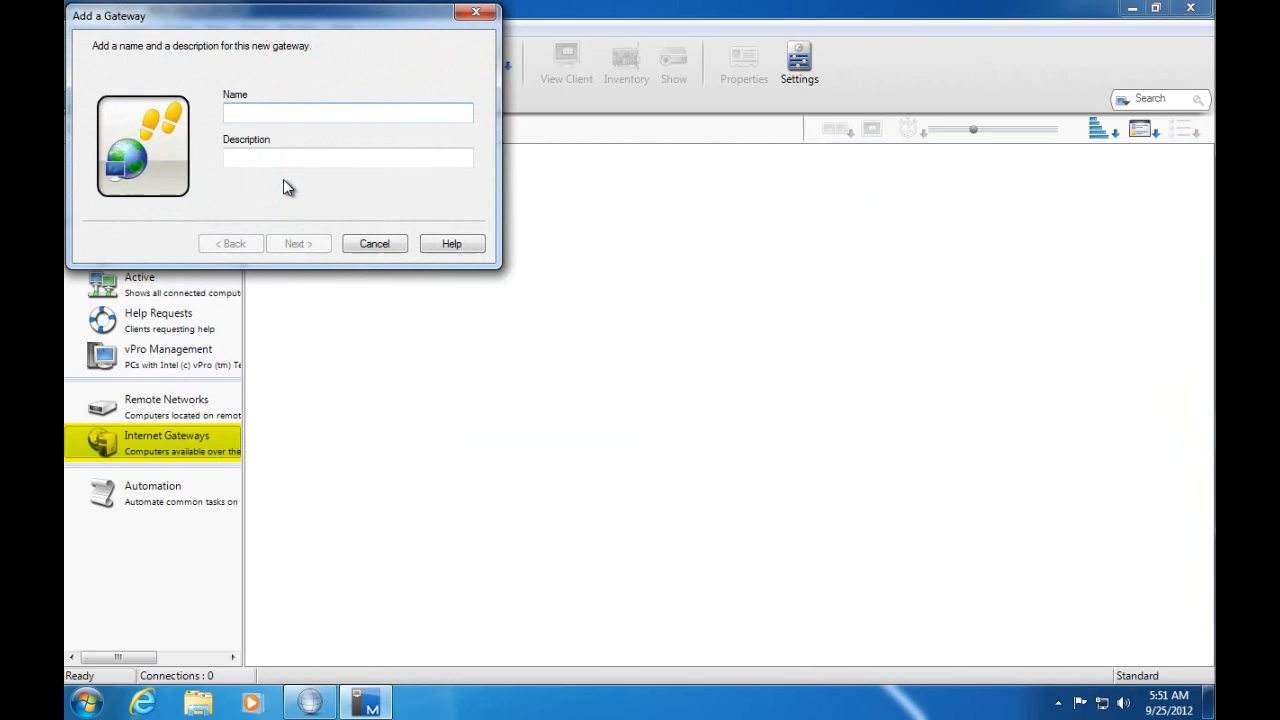 Add a Gateway
Add a name and a description for this new gateway.
Name
Description
< Back
Next >
Cancel
Help
View Client
Inventory
Show
Properties
Settings
Search
Active
Shows all connected comput
Help Requests
Clients requesting help
vPro Management
PCs with Intel (c) vPro (tm) Te
Remote Networks
Computers located on remot
Internet Gateways
Computers available over the
Automation
Automate common tasks on
Ready
Connections : 0
Standard
M
5:51 AM
9/25/2012